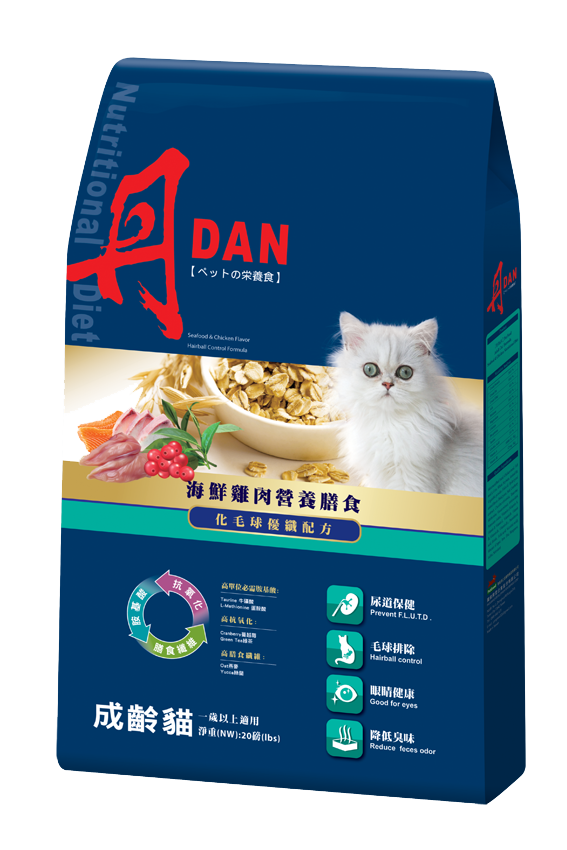 Nutritional Diet
丹 DAN
【ペットの栄養食】
Seafood & Chicken Flavor
Hairball Control Formula
海鮮雞肉營養膳食
化毛球優纖配方
抗氧化
胺基酸
膳食纖維
高單位必需胺基酸:
Taurine 牛磺酸
L-Methionine 蛋胺酸
高抗氧化:
Cranberry蔓越莓
Green Tea綠茶
高膳食纖維:
Oat燕麥
Yucca絲蘭
尿道保健
Prevent F.L.U.T.D.
毛球排除
Hairball control
眼睛健康
Good for eyes
降低臭味
Reduce feces odor
成齡貓
一歲以上適用
淨重(NW):20磅(lbs)
丹 DAN